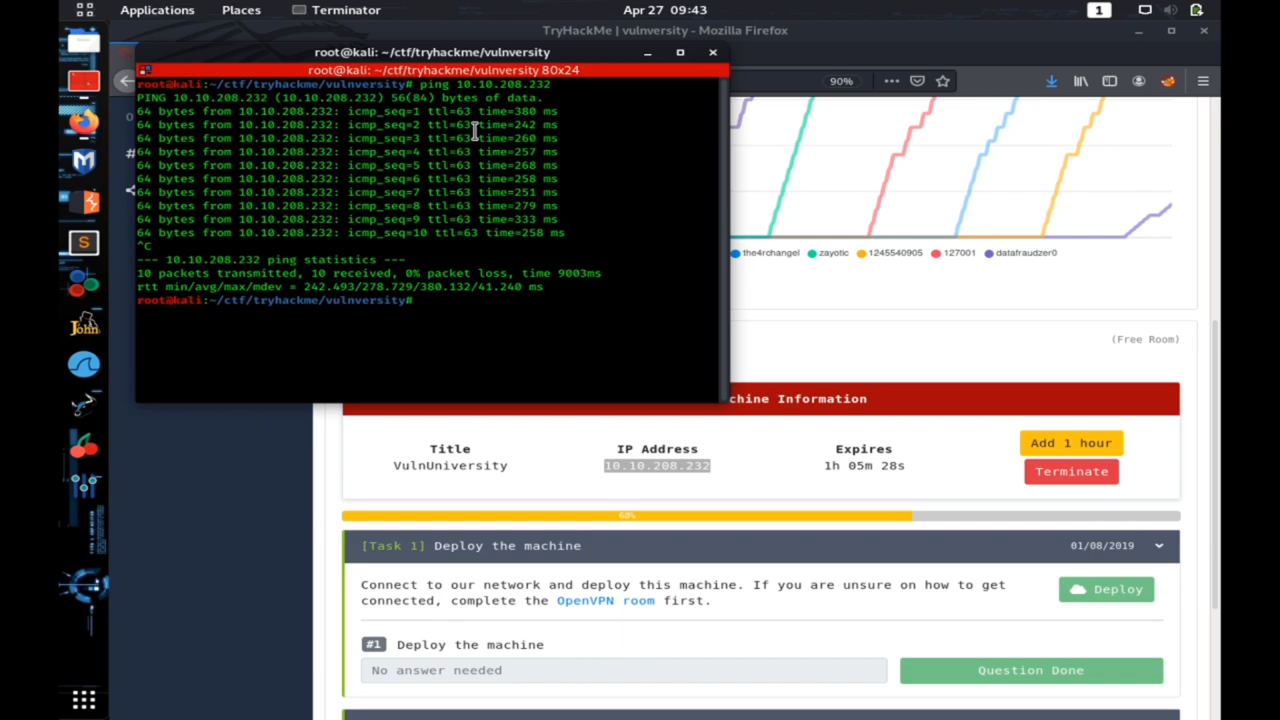 Applications Places Terminator Apr 27 09:43 1
TryHackMe | vulnversity - Mozilla Firefox
root@kali: ~/ctf/tryhackme/vulnversity
root@kali: ~/ctf/tryhackme/vulnversity 80x24
90%
root@kali:~/ctf/tryhackme/vulnversity# ping 10.10.208.232
PING 10.10.208.232 (10.10.208.232) 56(84) bytes of data.
64 bytes from 10.10.208.232: icmp_seq=1 ttl=63 time=380 ms
64 bytes from 10.10.208.232: icmp_seq=2 ttl=63 time=242 ms
64 bytes from 10.10.208.232: icmp_seq=3 ttl=63 time=260 ms
64 bytes from 10.10.208.232: icmp_seq=4 ttl=63 time=257 ms
64 bytes from 10.10.208.232: icmp_seq=5 ttl=63 time=268 ms
64 bytes from 10.10.208.232: icmp_seq=6 ttl=63 time=258 ms
64 bytes from 10.10.208.232: icmp_seq=7 ttl=63 time=251 ms
64 bytes from 10.10.208.232: icmp_seq=8 ttl=63 time=279 ms
64 bytes from 10.10.208.232: icmp_seq=9 ttl=63 time=333 ms
64 bytes from 10.10.208.232: icmp_seq=10 ttl=63 time=258 ms
^C
--- 10.10.208.232 ping statistics ---
10 packets transmitted, 10 received, 0% packet loss, time 9003ms
rtt min/avg/max/mdev = 242.493/278.729/380.132/41.240 ms
root@kali:~/ctf/tryhackme/vulnversity#
the4rchangel zayotic 1245540905 127001 datafraudzer0
(Free Room)
chine Information
Title IP Address Expires
VulnUniversity 10.10.208.232 1h 05m 28s
Add 1 hour
Terminate
68%
[Task 1] Deploy the machine 01/08/2019
Connect to our network and deploy this machine. If you are unsure on how to get
connected, complete the OpenVPN room first.
Deploy
#1 Deploy the machine
No answer needed Question Done
John